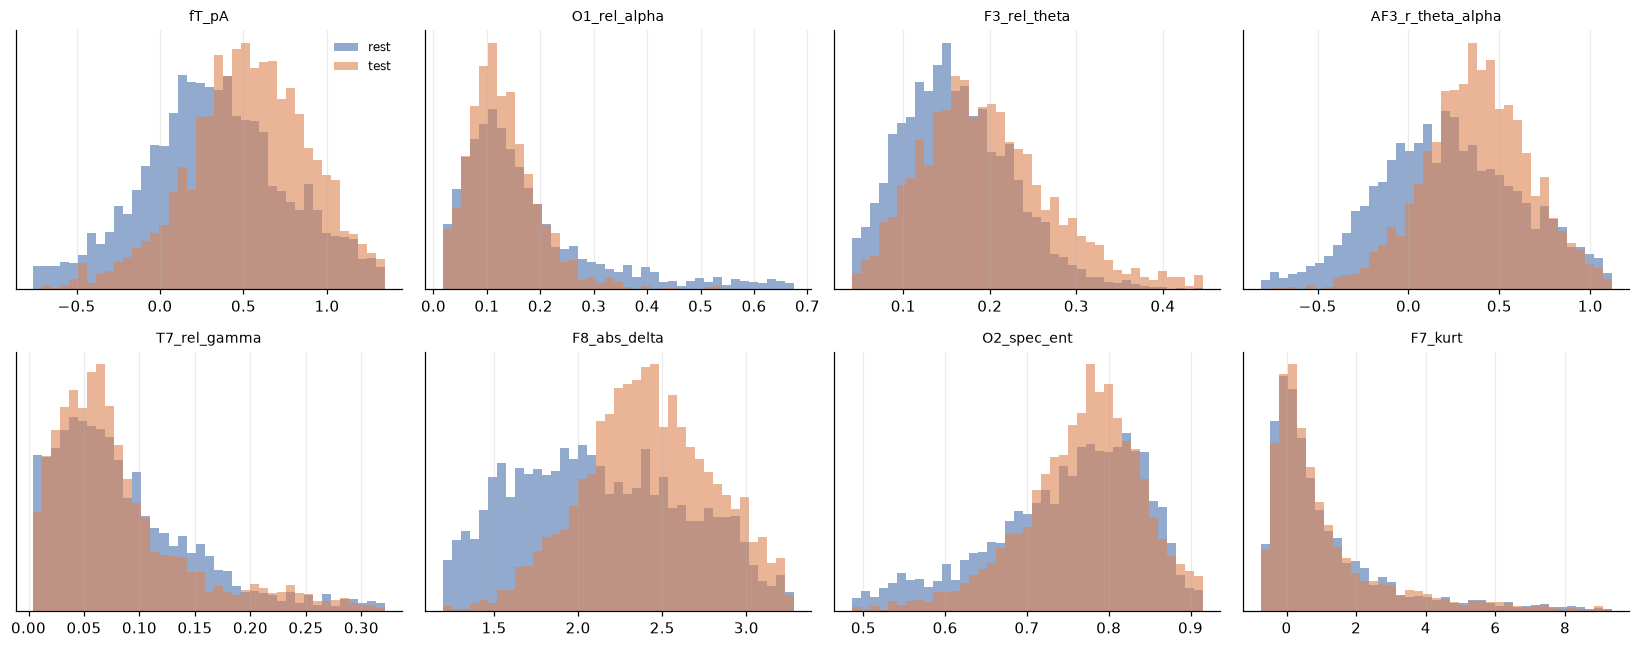 fT_pA
O1_rel_alpha
F3_rel_theta
AF3_r_theta_alpha
rest
test
−0.5 0.0 0.5 1.0
0.0 0.1 0.2 0.3 0.4 0.5 0.6 0.7
0.1 0.2 0.3 0.4
−0.5 0.0 0.5 1.0
T7_rel_gamma
F8_abs_delta
O2_spec_ent
F7_kurt
0.00 0.05 0.10 0.15 0.20 0.25 0.30
1.5 2.0 2.5 3.0
0.5 0.6 0.7 0.8 0.9
0 2 4 6 8